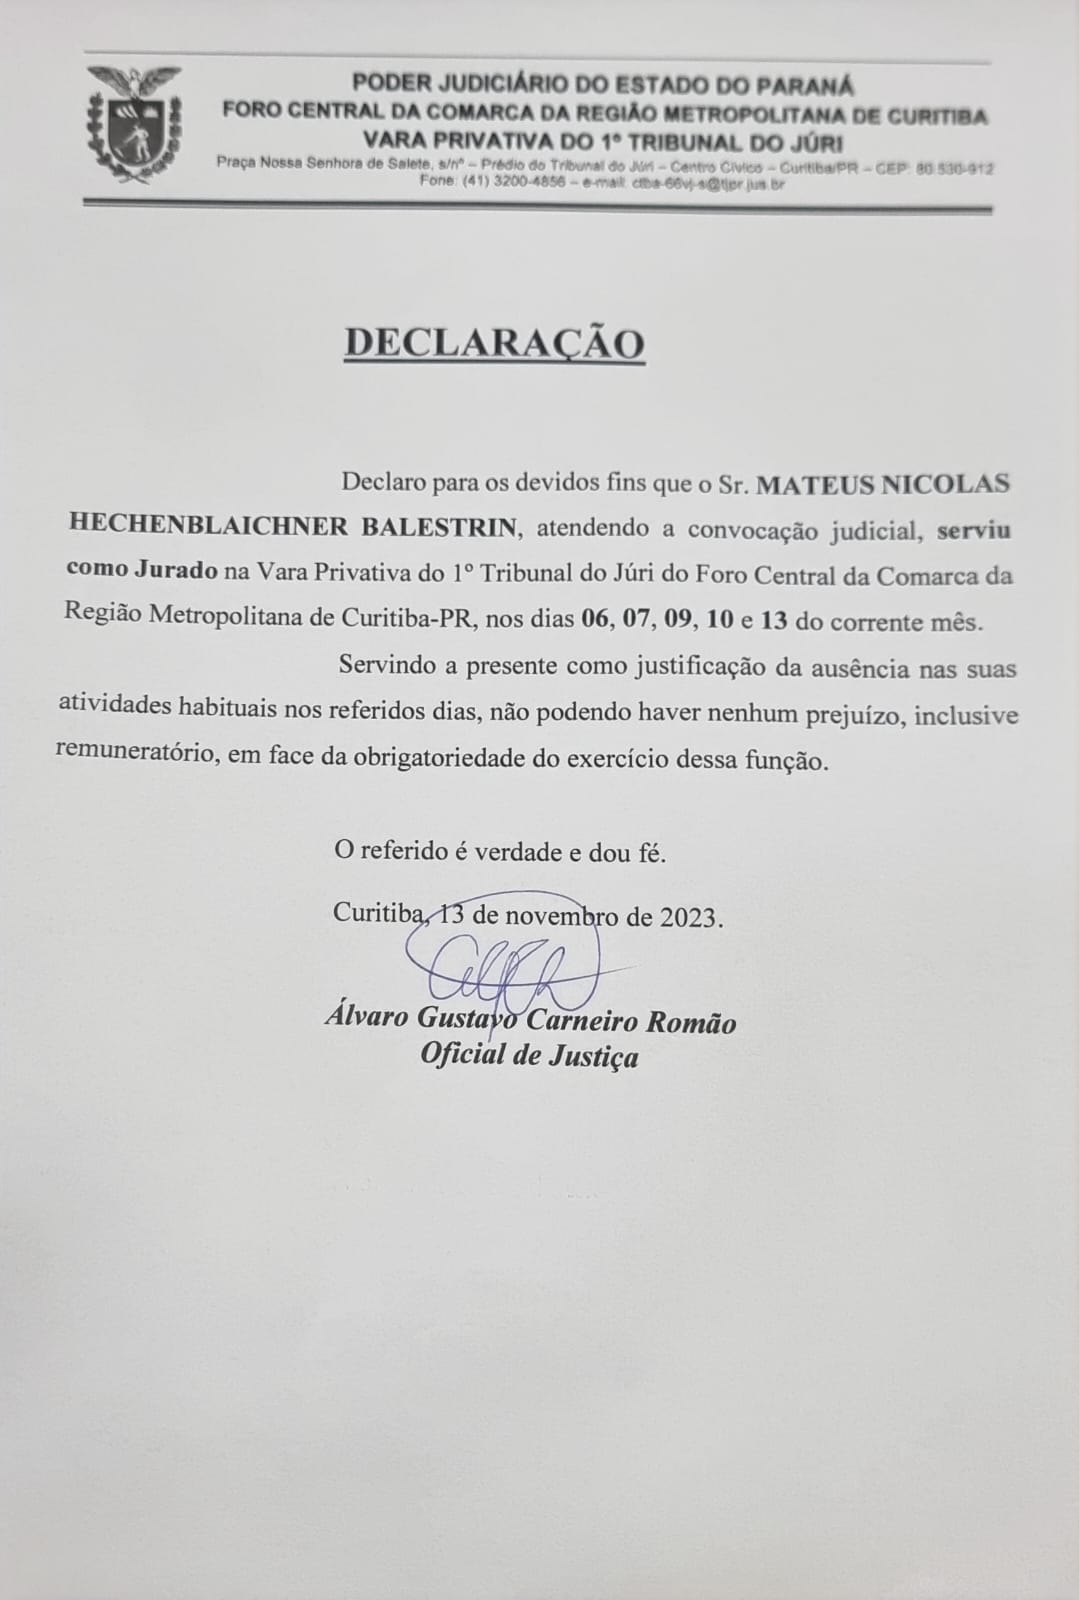 PODER JUDICIÁRIO DO ESTADO DO PARANÁ
FORO CENTRAL DA COMARCA DA REGIÃO METROPOLITANA DE CURITIBA
VARA PRIVATIVA DO 1º TRIBUNAL DO JÚRI
Praça Nossa Senhora de Salete, s/nº – Prédio do Tribunal do Júri – Centro Cívico – Curitiba/PR – CEP: 80.530-912
Fone: (41) 3200-4856 – e-mail: ctba-66vj-s@tjpr.jus.br
DECLARAÇÃO
Declaro para os devidos fins que o Sr. MATEUS NICOLAS
HECHENBLAICHNER BALESTRIN, atendendo a convocação judicial, serviu
como Jurado na Vara Privativa do 1º Tribunal do Júri do Foro Central da Comarca da
Região Metropolitana de Curitiba-PR, nos dias 06, 07, 09, 10 e 13 do corrente mês.
Servindo a presente como justificação da ausência nas suas
atividades habituais nos referidos dias, não podendo haver nenhum prejuízo, inclusive
remuneratório, em face da obrigatoriedade do exercício dessa função.
O referido é verdade e dou fé.
Curitiba, 13 de novembro de 2023.
Álvaro Gustavo Carneiro Romão
Oficial de Justiça